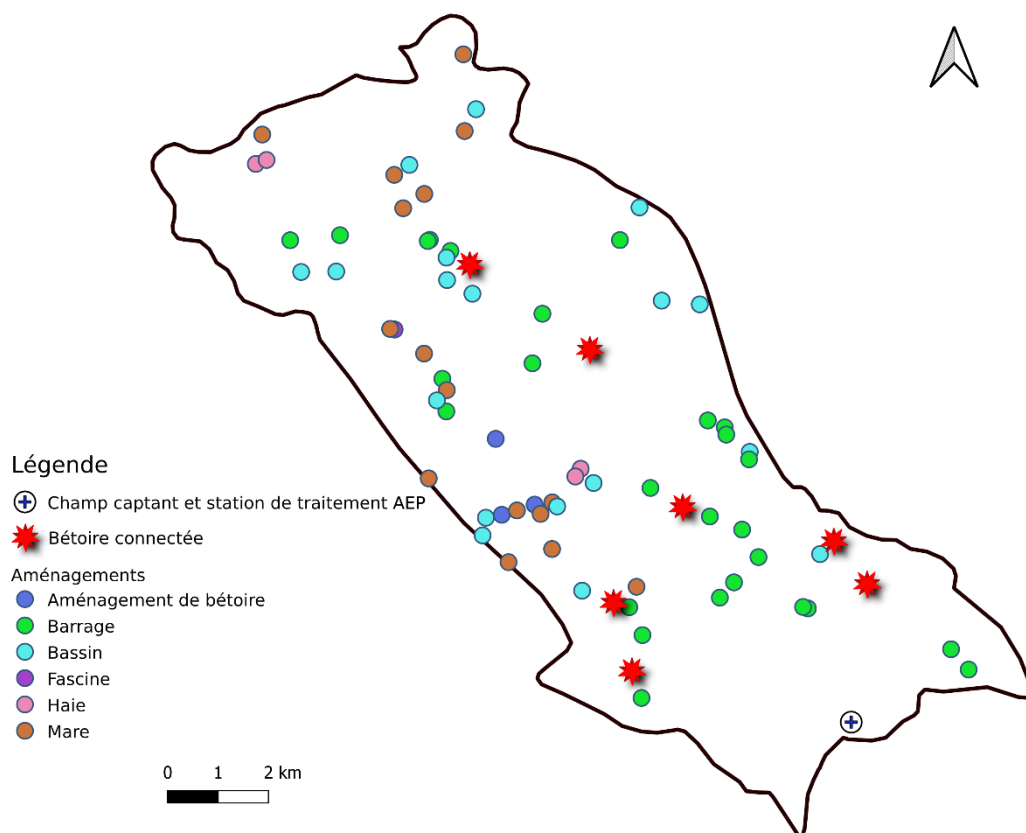 Légende
Champ captant et station de traitement AEP
Bétoire connectée
Aménagements
Aménagement de bétoire
Barrage
Bassin
Fascine
Haie
Mare
0 1 2 km